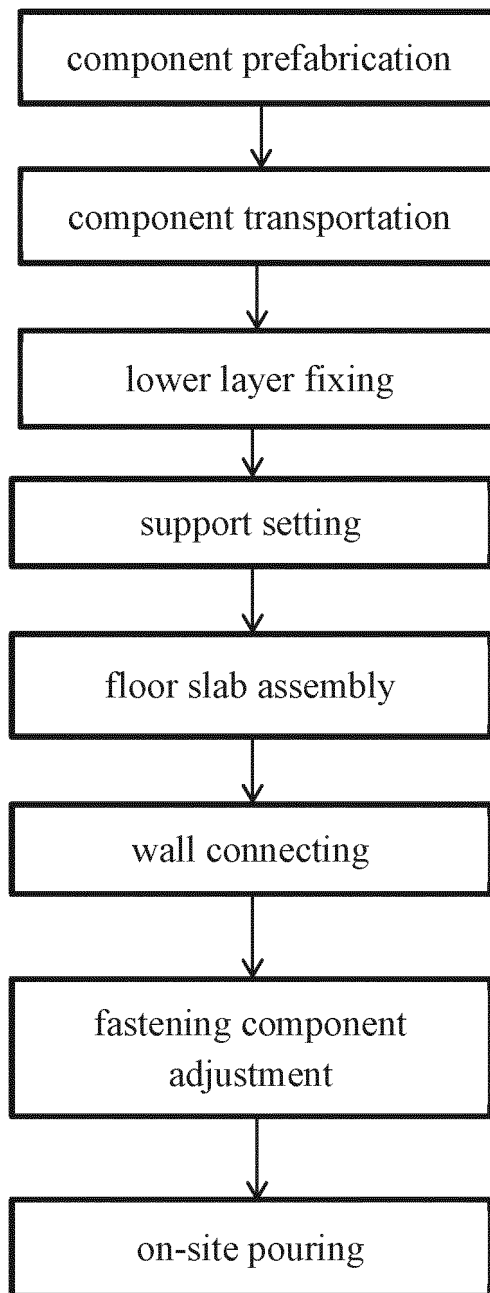 component prefabrication
component transportation
lower layer fixing
support setting
floor slab assembly
wall connecting
fastening component
adjustment
on-site pouring